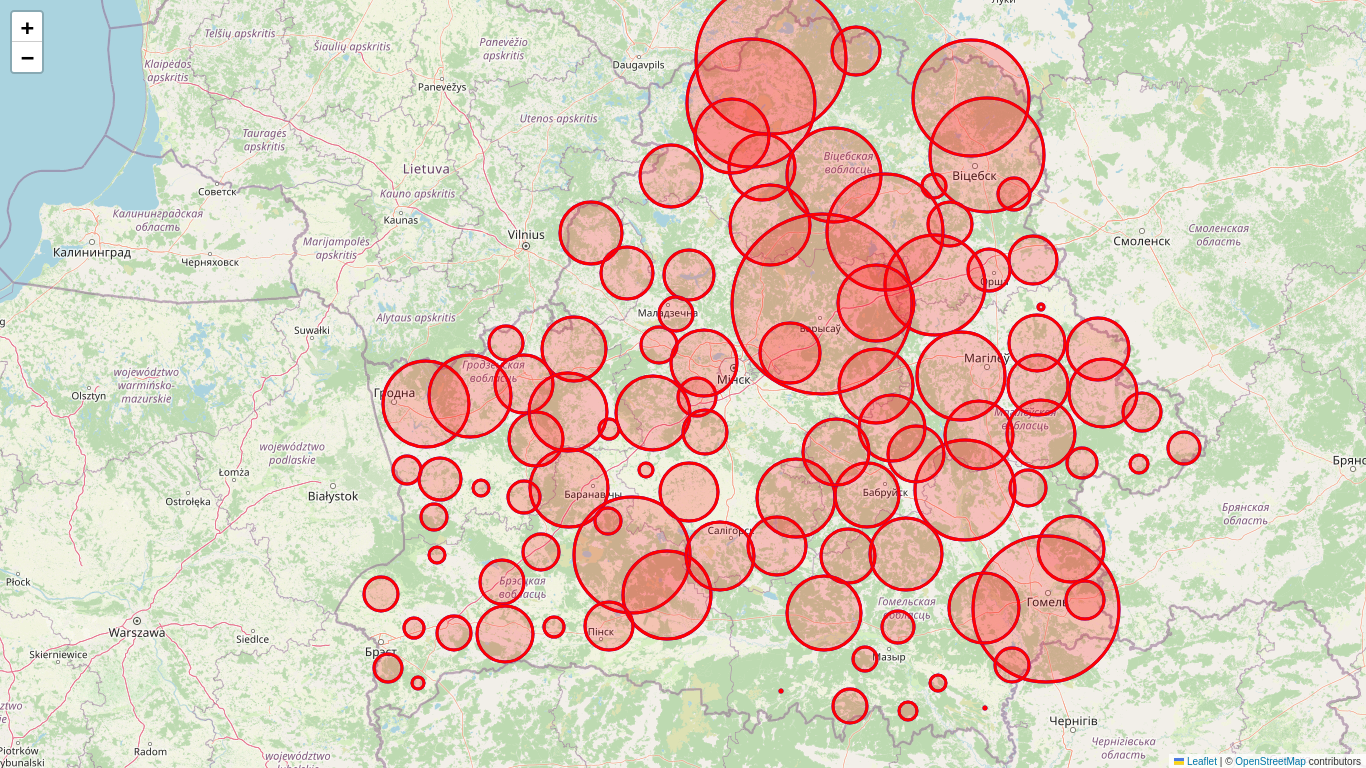 +
−
Telšių apskritis
Šiaulių apskritis
Panevėžio
apskritis
Луки
Klaipėdos
apskritis
Daugavpils
Panevėžys
Utenos apskritis
Tauragės
apskritis
Lietuva
Віцебская
вобласць
Віцебск
Советск
Kauno apskritis
Калининградская
область
Kaunas
Marijampolės
apskritis
Vilnius
Смоленск
Смоленская
область
Калининград
Черняховск
Орша
Alytaus apskritis
Маладзечна
Suwałki
Барысаў
Магілёў
województwo
warmińsko-
mazurskie
Гродзенская
вобласць
Мінск
Olsztyn
Гродна
Магілёўская
вобласць
województwo
podlaskie
Łomża
Брянс
Ostrołęka
Białystok
Баранавічы
Бабруйск
Брянская
область
Салігорск
Płock
Брэсцкая
вобласць
Гомельская
вобласць
Гомель
Warszawa
Siedlce
Пінск
Skierniewice
Брэст
Мазыр
Чернігів
Piotrków
ybunalski
Radom
województwo
Чернігівська
область
Leaflet | © OpenStreetMap contributors